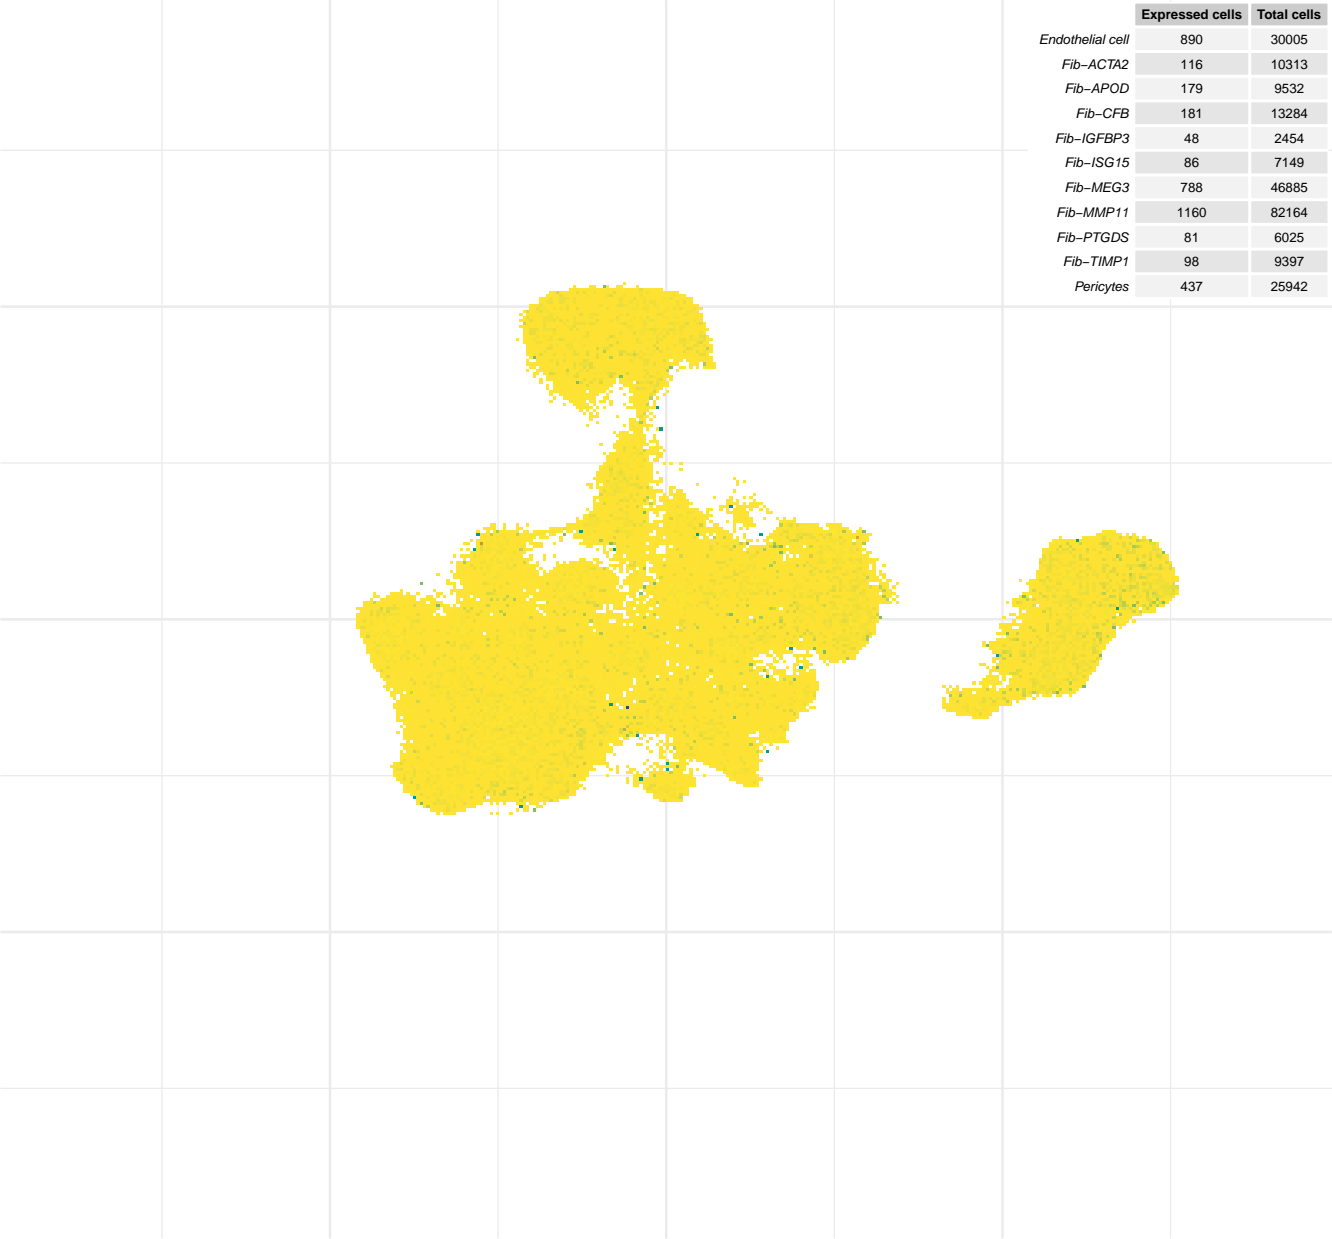 Expressed cells Total cells
Endothelial cell 890 30005
Fib−ACTA2 116 10313
Fib−APOD 179 9532
Fib−CFB 181 13284
Fib−IGFBP3 48 2454
Fib−ISG15 86 7149
Fib−MEG3 788 46885
Fib−MMP11 1160 82164
Fib−PTGDS 81 6025
Fib−TIMP1 98 9397
Pericytes 437 25942